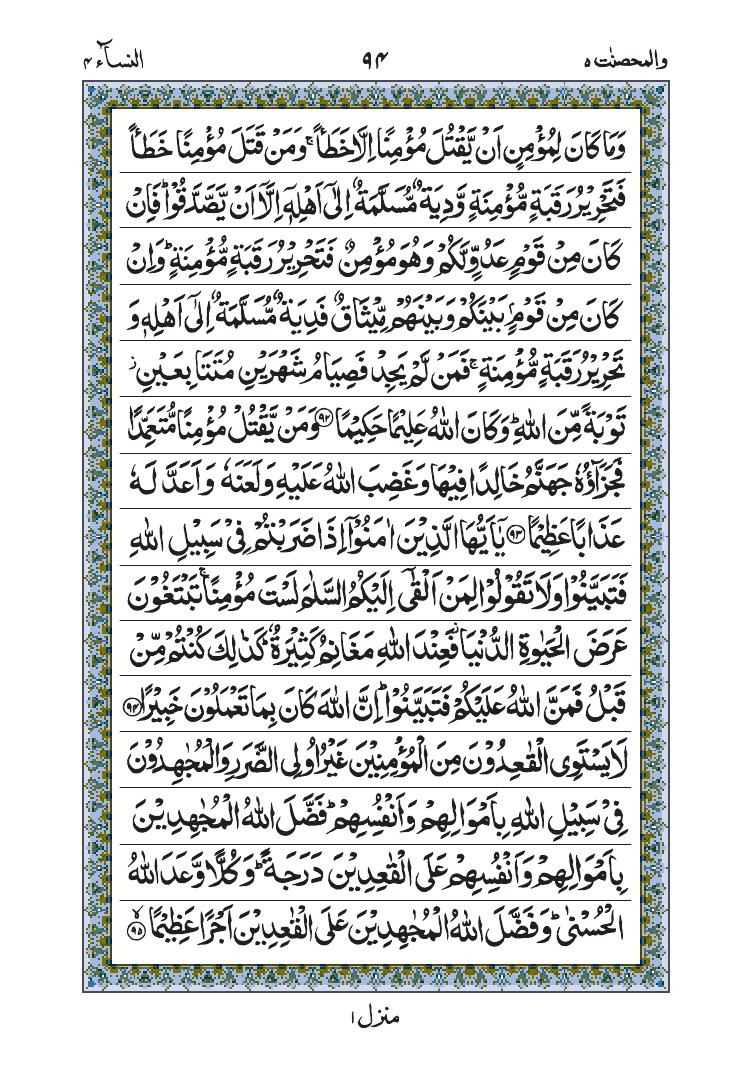 والمحصنٰت ۵ ۹۴ النسآء ۴
وَمَا كَانَ لِمُؤْمِنٍ اَنْ يَّقْتُلَ مُؤْمِنًا اِلَّا خَطَـًٔا ۚ وَمَنْ قَتَلَ مُؤْمِنًا خَطَـًٔا
فَتَحْرِيْرُ رَقَبَةٍ مُّؤْمِنَةٍ وَّدِيَةٌ مُّسَلَّمَةٌ اِلٰٓى اَهْلِهٖٓ اِلَّآ اَنْ يَّصَّدَّقُوْا ؕ فَاِنْ
كَانَ مِنْ قَوْمٍ عَدُوٍّ لَّكُمْ وَهُوَ مُؤْمِنٌ فَتَحْرِيْرُ رَقَبَةٍ مُّؤْمِنَةٍ ؕ وَاِنْ
كَانَ مِنْ قَوْمٍۭ بَيْنَكُمْ وَبَيْنَهُمْ مِّيْثَاقٌ فَدِيَةٌ مُّسَلَّمَةٌ اِلٰٓى اَهْلِهٖ وَ
تَحْرِيْرُ رَقَبَةٍ مُّؤْمِنَةٍ ۚ فَمَنْ لَّمْ يَجِدْ فَصِيَامُ شَهْرَيْنِ مُتَتَابِعَيْنِ ؗ
تَوْبَةً مِّنَ اللّٰهِ ؕ وَكَانَ اللّٰهُ عَلِيْمًا حَكِيْمًا ﴿۹۲﴾ وَمَنْ يَّقْتُلْ مُؤْمِنًا مُّتَعَمِّدًا
فَجَزَآؤُهٗ جَهَنَّمُ خَالِدًا فِيْهَا وَغَضِبَ اللّٰهُ عَلَيْهِ وَلَعَنَهٗ وَاَعَدَّ لَهٗ
عَذَابًا عَظِيْمًا ﴿۹۳﴾ يٰۤاَيُّهَا الَّذِيْنَ اٰمَنُوْۤا اِذَا ضَرَبْتُمْ فِيْ سَبِيْلِ اللّٰهِ
فَتَبَيَّنُوْا وَلَا تَقُوْلُوْا لِمَنْ اَلْقٰۤى اِلَيْكُمُ السَّلٰمَ لَسْتَ مُؤْمِنًا ۚ تَبْتَغُوْنَ
عَرَضَ الْحَيٰوةِ الدُّنْيَا ؗ فَعِنْدَ اللّٰهِ مَغَانِمُ كَثِيْرَةٌ ؕ كَذٰلِكَ كُنْتُمْ مِّنْ
قَبْلُ فَمَنَّ اللّٰهُ عَلَيْكُمْ فَتَبَيَّنُوْا ؕ اِنَّ اللّٰهَ كَانَ بِمَا تَعْمَلُوْنَ خَبِيْرًا ﴿۹۴﴾
لَا يَسْتَوِى الْقٰعِدُوْنَ مِنَ الْمُؤْمِنِيْنَ غَيْرُ اُولِى الضَّرَرِ وَالْمُجٰهِدُوْنَ
فِيْ سَبِيْلِ اللّٰهِ بِاَمْوَالِهِمْ وَاَنْفُسِهِمْ ؕ فَضَّلَ اللّٰهُ الْمُجٰهِدِيْنَ
بِاَمْوَالِهِمْ وَاَنْفُسِهِمْ عَلَى الْقٰعِدِيْنَ دَرَجَةً ؕ وَكُلًّا وَّعَدَ اللّٰهُ
الْحُسْنٰى ؕ وَفَضَّلَ اللّٰهُ الْمُجٰهِدِيْنَ عَلَى الْقٰعِدِيْنَ اَجْرًا عَظِيْمًا ﴿۹۵﴾
منزل ۱